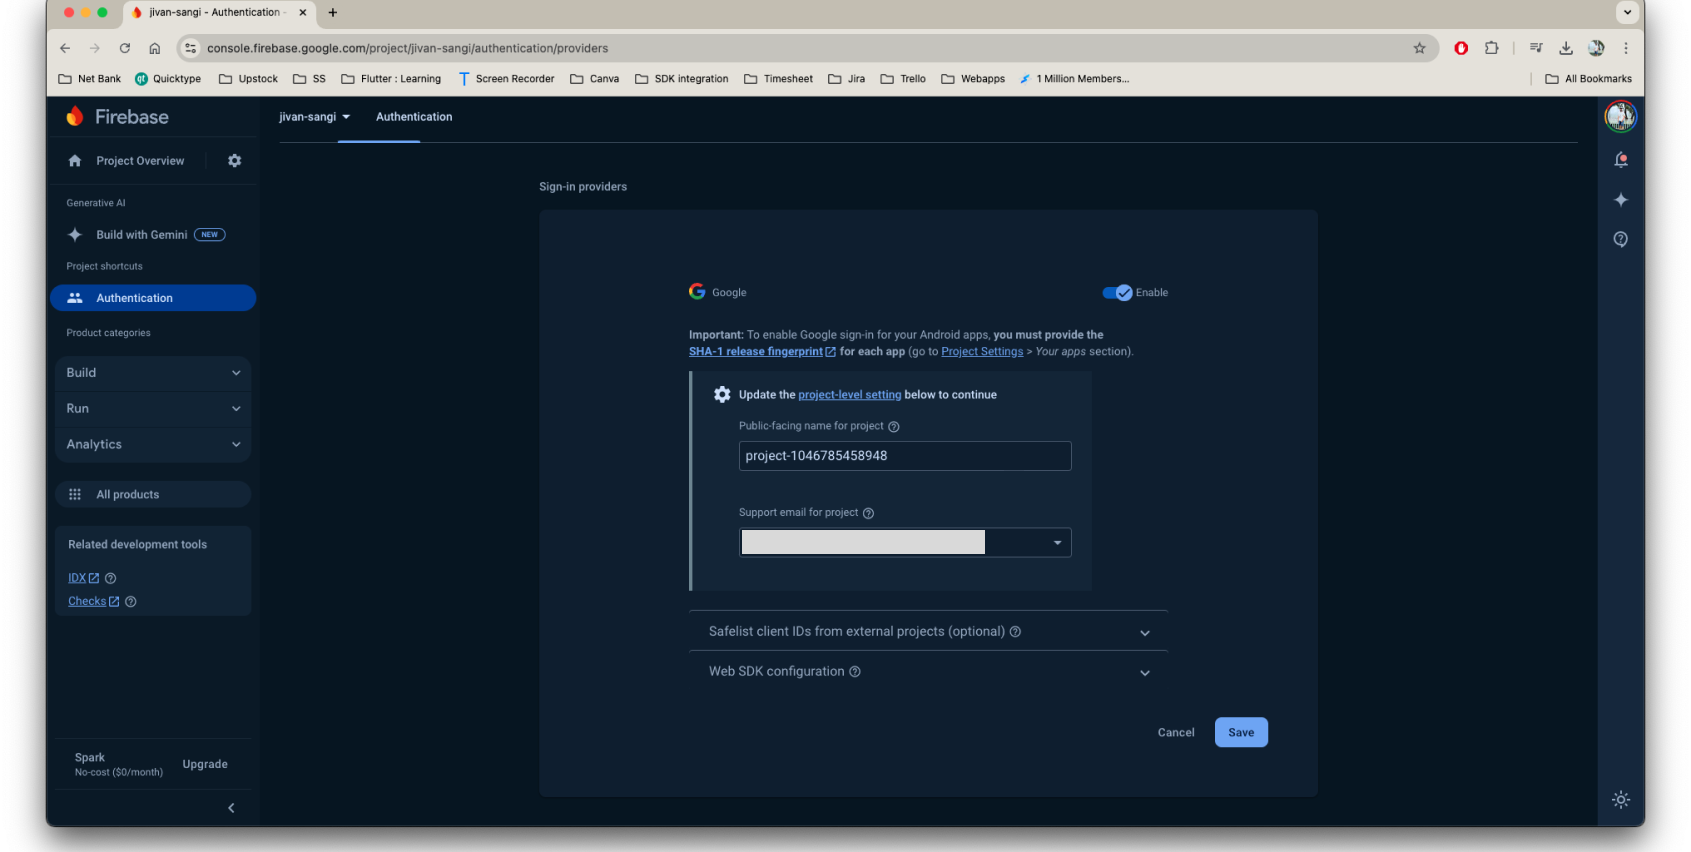 jivan-sangi - Authentication -
console.firebase.google.com/project/jivan-sangi/authentication/providers
Net Bank
Quicktype
Upstock
SS
Flutter : Learning
Screen Recorder
Canva
SDK integration
Timesheet
Jira
Trello
Webapps
1 Million Members...
All Bookmarks
Firebase
jivan-sangi
Authentication
Project Overview
Generative AI
Build with Gemini NEW
Project shortcuts
Authentication
Product categories
Build
Run
Analytics
All products
Related development tools
IDX
Checks
Spark
No-cost ($0/month)
Upgrade
Sign-in providers
Google
Enable
Important: To enable Google sign-in for your Android apps, you must provide the
SHA-1 release fingerprint for each app (go to Project Settings > Your apps section).
Update the project-level setting below to continue
Public-facing name for project
project-1046785458948
Support email for project
Safelist client IDs from external projects (optional)
Web SDK configuration
Cancel
Save